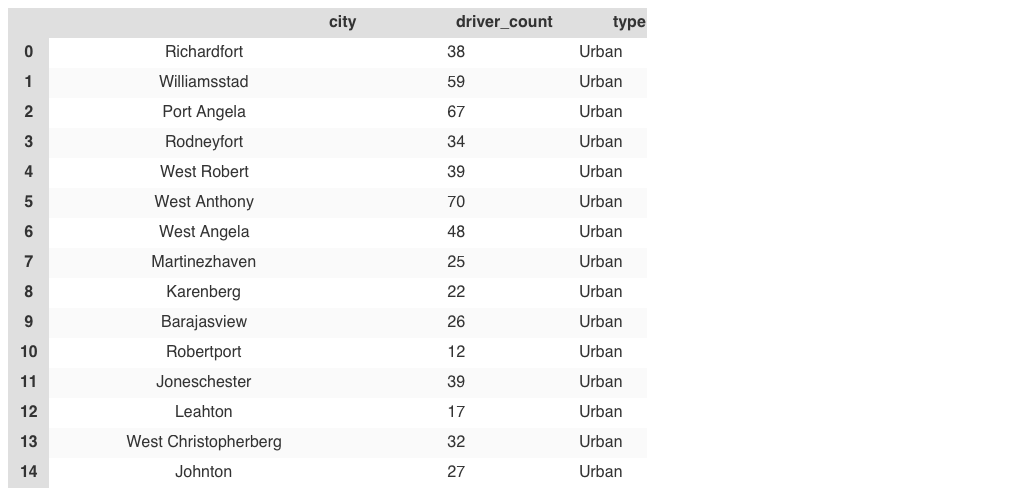 city driver_count type
0 Richardfort 38 Urban
1 Williamsstad 59 Urban
2 Port Angela 67 Urban
3 Rodneyfort 34 Urban
4 West Robert 39 Urban
5 West Anthony 70 Urban
6 West Angela 48 Urban
7 Martinezhaven 25 Urban
8 Karenberg 22 Urban
9 Barajasview 26 Urban
10 Robertport 12 Urban
11 Joneschester 39 Urban
12 Leahton 17 Urban
13 West Christopherberg 32 Urban
14 Johnton 27 Urban